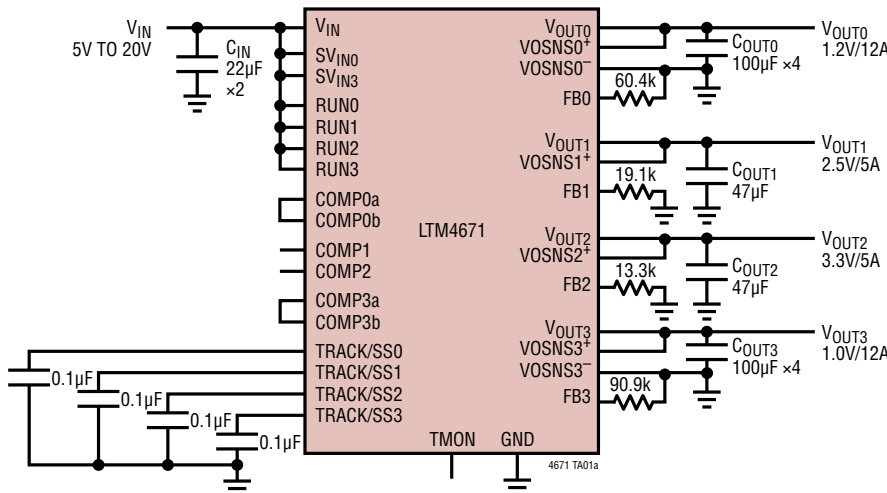 VIN
5V TO 20V
CIN
22µF
×2
VIN
SVIN0
SVIN3
RUN0
RUN1
RUN2
RUN3
COMP0a
COMP0b
COMP1
COMP2
COMP3a
COMP3b
TRACK/SS0
TRACK/SS1
TRACK/SS2
TRACK/SS3
0.1µF
0.1µF
0.1µF
0.1µF
LTM4671
TMON
GND
VOUT0
VOSNS0+
VOSNS0–
FB0
60.4k
COUT0
100µF ×4
VOUT0
1.2V/12A
VOUT1
VOSNS1+
FB1
19.1k
COUT1
47µF
VOUT1
2.5V/5A
VOUT2
VOSNS2+
FB2
13.3k
COUT2
47µF
VOUT2
3.3V/5A
VOUT3
VOSNS3+
VOSNS3–
FB3
90.9k
COUT3
100µF ×4
VOUT3
1.0V/12A
4671 TA01a